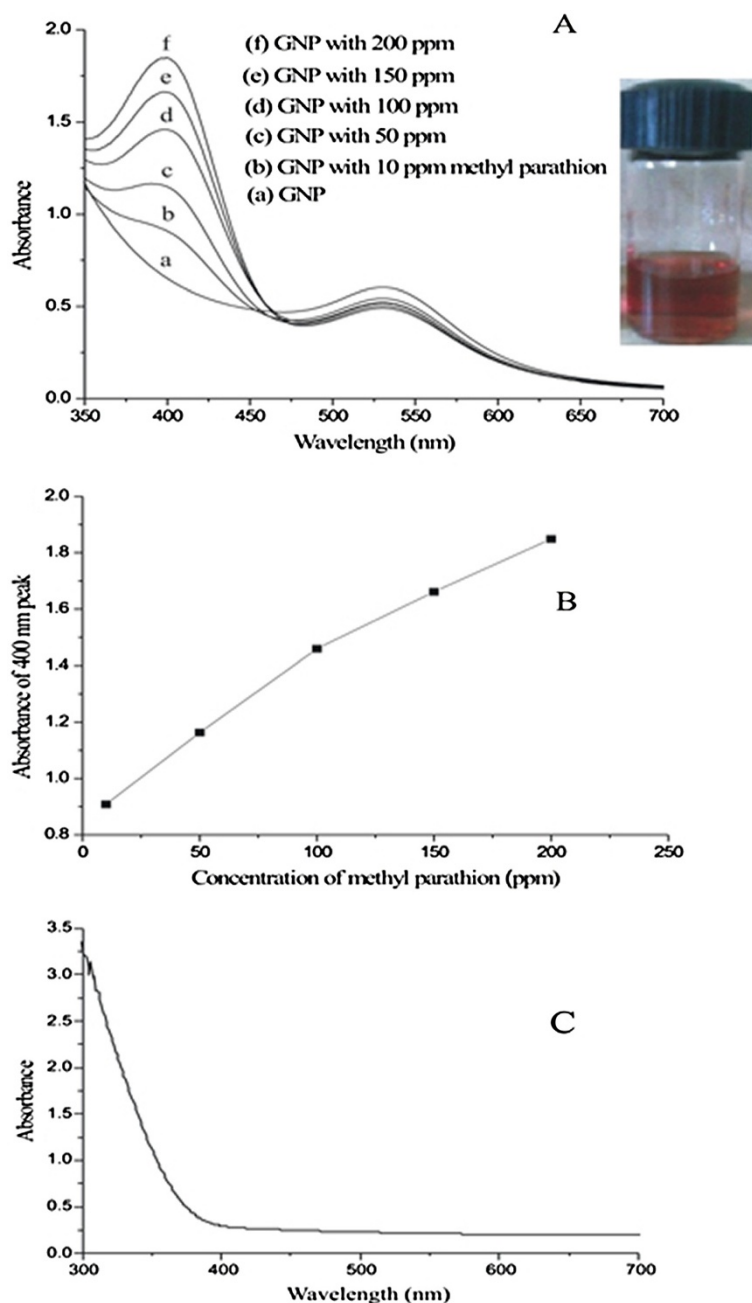 A
(f) GNP with 200 ppm
(e) GNP with 150 ppm
(d) GNP with 100 ppm
(c) GNP with 50 ppm
(b) GNP with 10 ppm methyl parathion
(a) GNP
f
e
d
c
b
a
2.0
1.5
1.0
0.5
0.0
Absorbance
350 400 450 500 550 600 650 700
Wavelength (nm)
B
2.0
1.8
1.6
1.4
1.2
1.0
0.8
Absorbance of 400 nm peak
0 50 100 150 200 250
Concentration of methyl parathion (ppm)
C
3.5
3.0
2.5
2.0
1.5
1.0
0.5
0.0
Absorbance
300 400 500 600 700
Wavelength (nm)